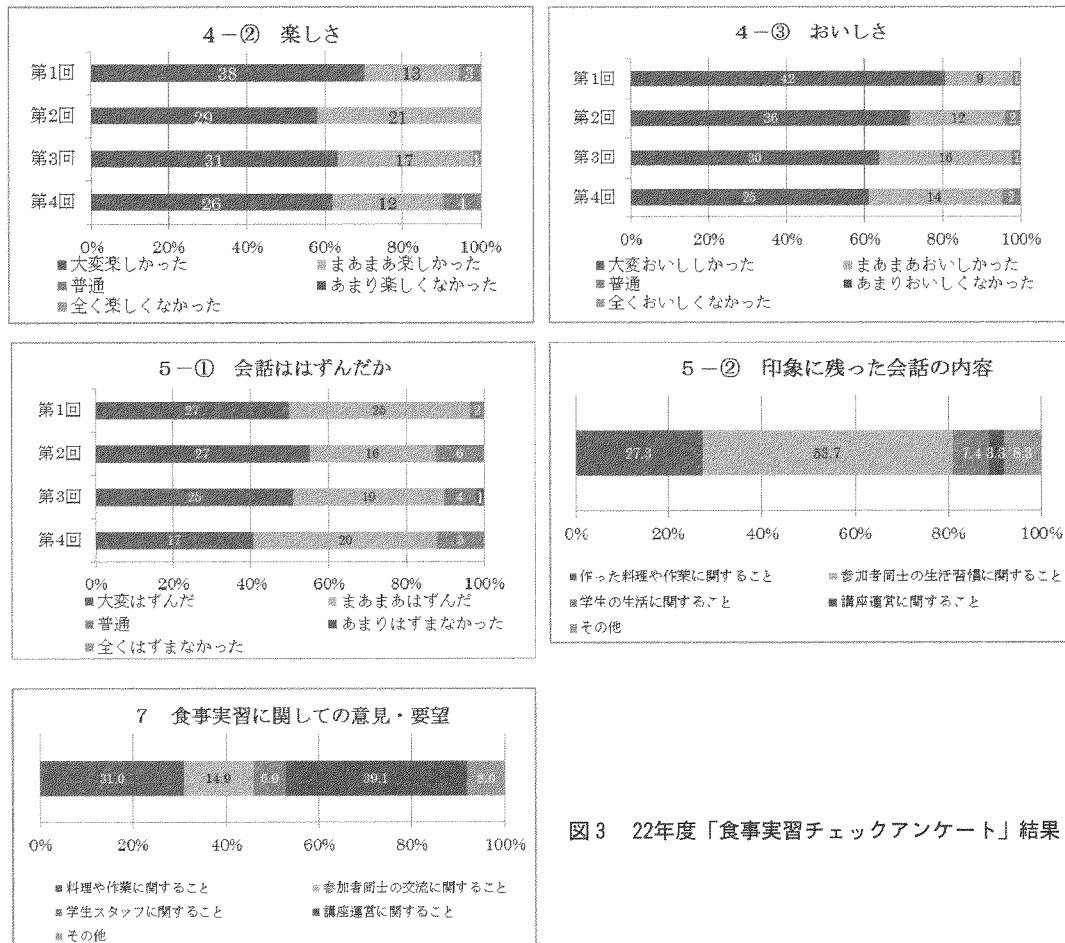 4－② 楽しさ
第1回 38 13 3
第2回 29 21
第3回 31 17 1
第4回 26 12 4
0% 20% 40% 60% 80% 100%
■大変楽しかった ■まあまあ楽しかった
■普通 ■あまり楽しくなかった
■全く楽しくなかった
4－③ おいしさ
第1回 42 9 1
第2回 36 12 2
第3回 30 16
第4回 25 14 2
0% 20% 40% 60% 80% 100%
■大変おいししかった ■まあまあおいしかった
■普通 ■あまりおいしくなかった
■全くおいしくなかった
5－① 会話ははずんだか
第1回 27 25 2
第2回 27 16 6
第3回 25 19 4 1
第4回 17 20 5
0% 20% 40% 60% 80% 100%
■大変はずんだ ■まあまあはずんだ
■普通 ■あまりはずまなかった
■全くはずまなかった
5－② 印象に残った会話の内容
27.3 53.7 7.4 3.3 8.3
0% 20% 40% 60% 80% 100%
■作った料理や作業に関すること ■参加者同士の生活習慣に関すること
■学生の生活に関すること ■講座運営に関すること
■その他
7 食事実習に関しての意見・要望
31.0 14.9 6.9 39.1 8.0
0% 20% 40% 60% 80% 100%
■料理や作業に関すること ■参加者同士の交流に関すること
■学生スタッフに関すること ■講座運営に関すること
■その他
図3 22年度「食事実習チェックアンケート」結果